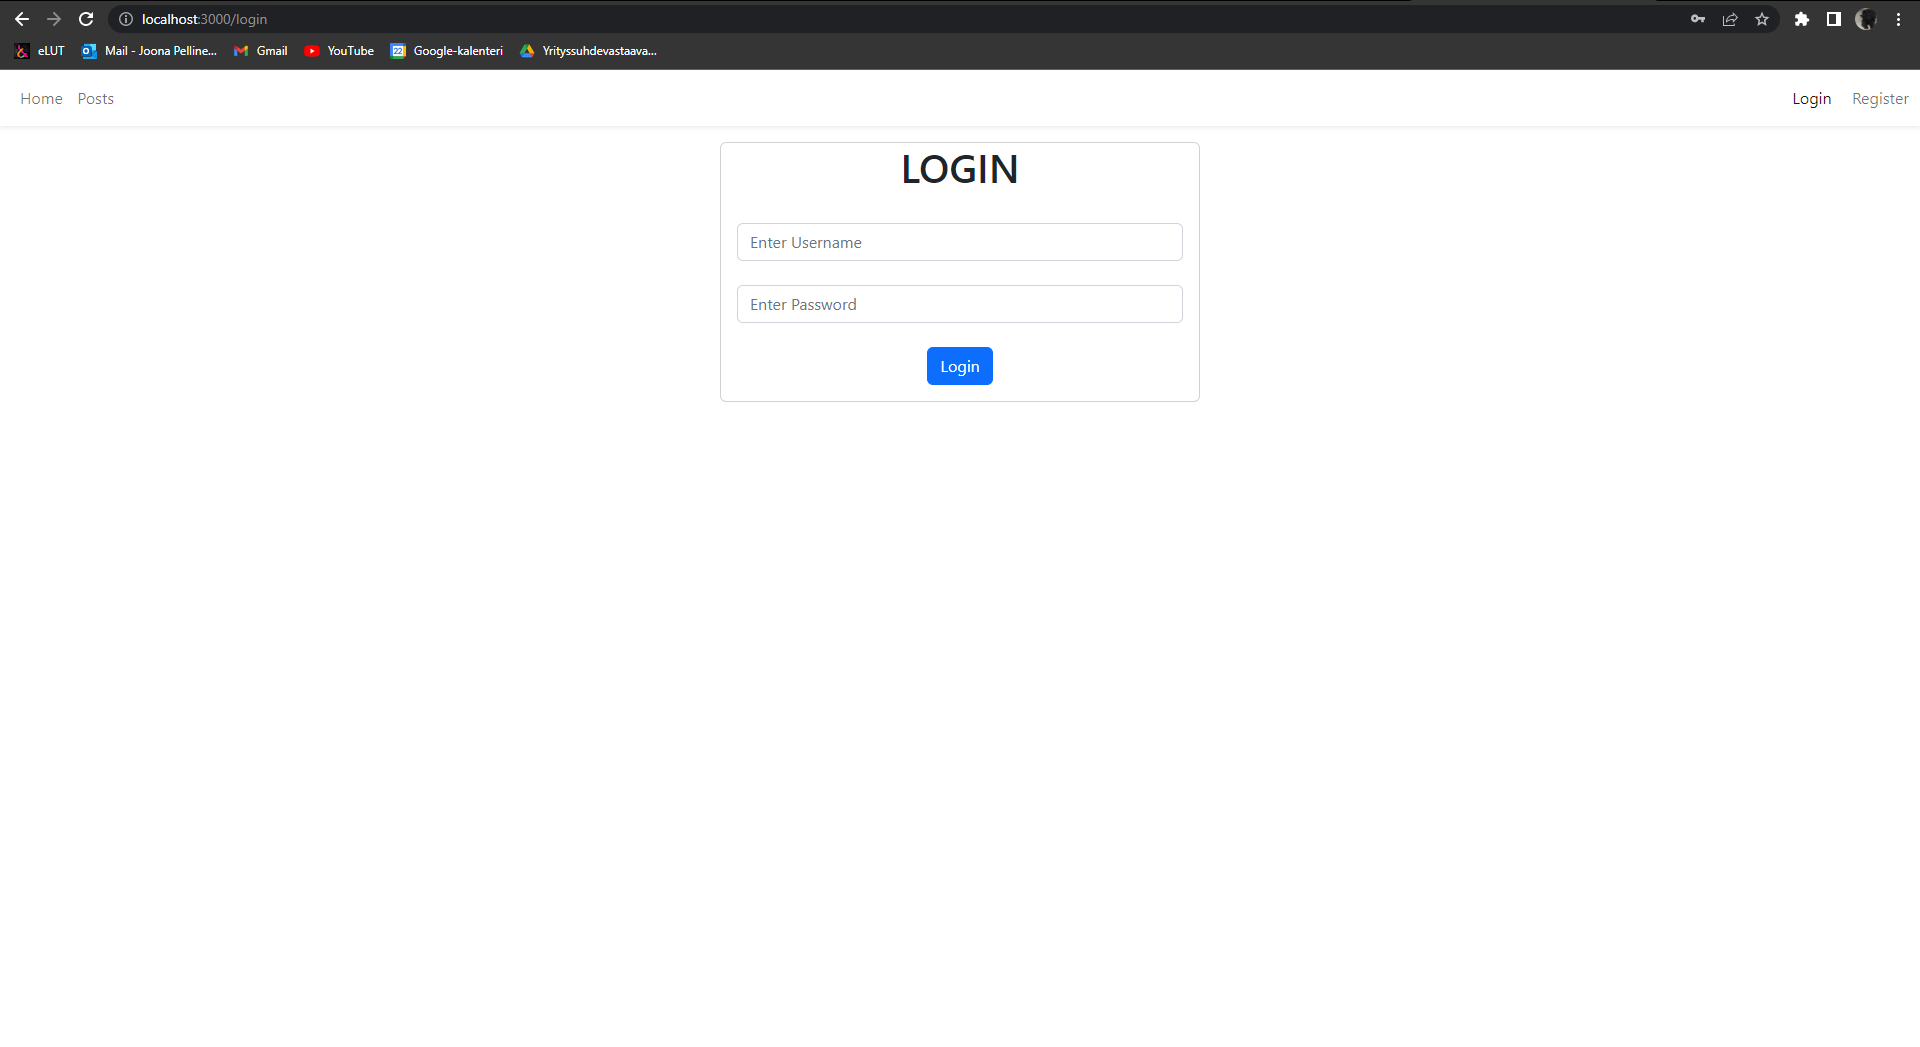 localhost:3000/login
eLUT Mail - Joona Pelline... Gmail YouTube 22 Google-kalenteri Yrityssuhdevastaava...
Home Posts Login Register
LOGIN
Enter Username
Enter Password
Login